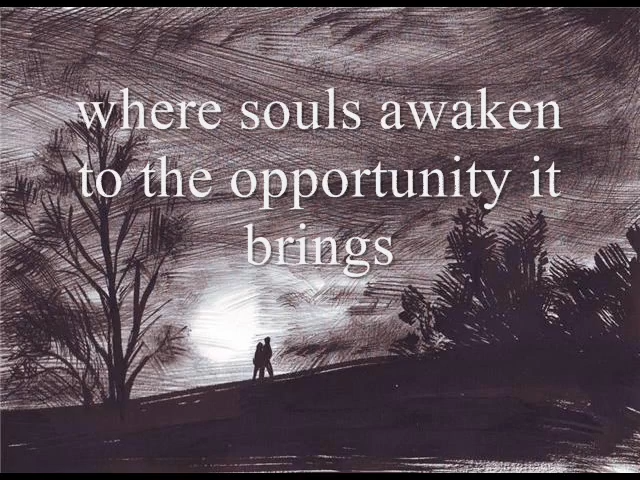 where souls awaken
to the opportunity it
brings